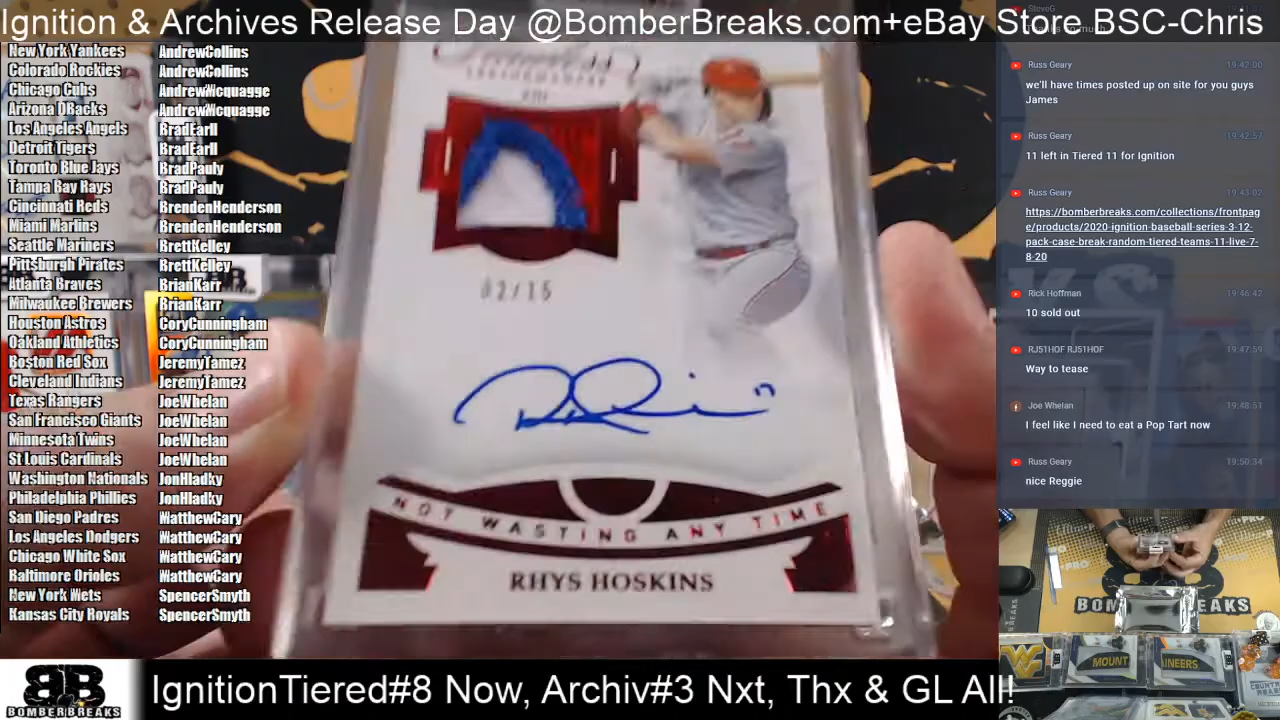 Ignition & Archives Release Day @BomberBreaks.com+eBay Store BSC-Chris
New York Yankees AndrewCollins
Colorado Rockies AndrewCollins
Chicago Cubs AndrewMcquagge
Arizona DBacks AndrewMcquagge
Los Angeles Angels BradEarll
Detroit Tigers BradEarll
Toronto Blue Jays BradPauly
Tampa Bay Rays BradPauly
Cincinnati Reds BrendenHenderson
Miami Marlins BrendenHenderson
Seattle Mariners BrettKelley
Pittsburgh Pirates BrettKelley
Atlanta Braves BrianKarr
Milwaukee Brewers BrianKarr
Houston Astros CoryCunningham
Oakland Athletics CoryCunningham
Boston Red Sox JeremyTamez
Cleveland Indians JeremyTamez
Texas Rangers JoeWhelan
San Francisco Giants JoeWhelan
Minnesota Twins JoeWhelan
St Louis Cardinals JoeWhelan
Washington Nationals JonHladky
Philadelphia Phillies JonHladky
San Diego Padres MatthewCary
Los Angeles Dodgers MatthewCary
Chicago White Sox MatthewCary
Baltimore Orioles MatthewCary
New York Mets SpencerSmyth
Kansas City Royals SpencerSmyth
02/15
17
NOT WASTING ANY TIME
RHYS HOSKINS
SteveG
Russ Geary 19:42:00
we'll have times posted up on site for you guys
James
Russ Geary 19:42:57
11 left in Tiered 11 for Ignition
Russ Geary 19:43:02
https://bomberbreaks.com/collections/frontpag
e/products/2020-ignition-baseball-series-3-12-
pack-case-break-random-tiered-teams-11-live-7-
8-20
Rick Hoffman 19:46:42
10 sold out
RJ51HOF RJ51HOF 19:47:59
Way to tease
Joe Whelan 19:48:51
I feel like I need to eat a Pop Tart now
Russ Geary 19:50:34
nice Reggie
MOUNT
AINEERS
BOMBERBREAKS
IgnitionTiered#8 Now, Archiv#3 Nxt, Thx & GL All!